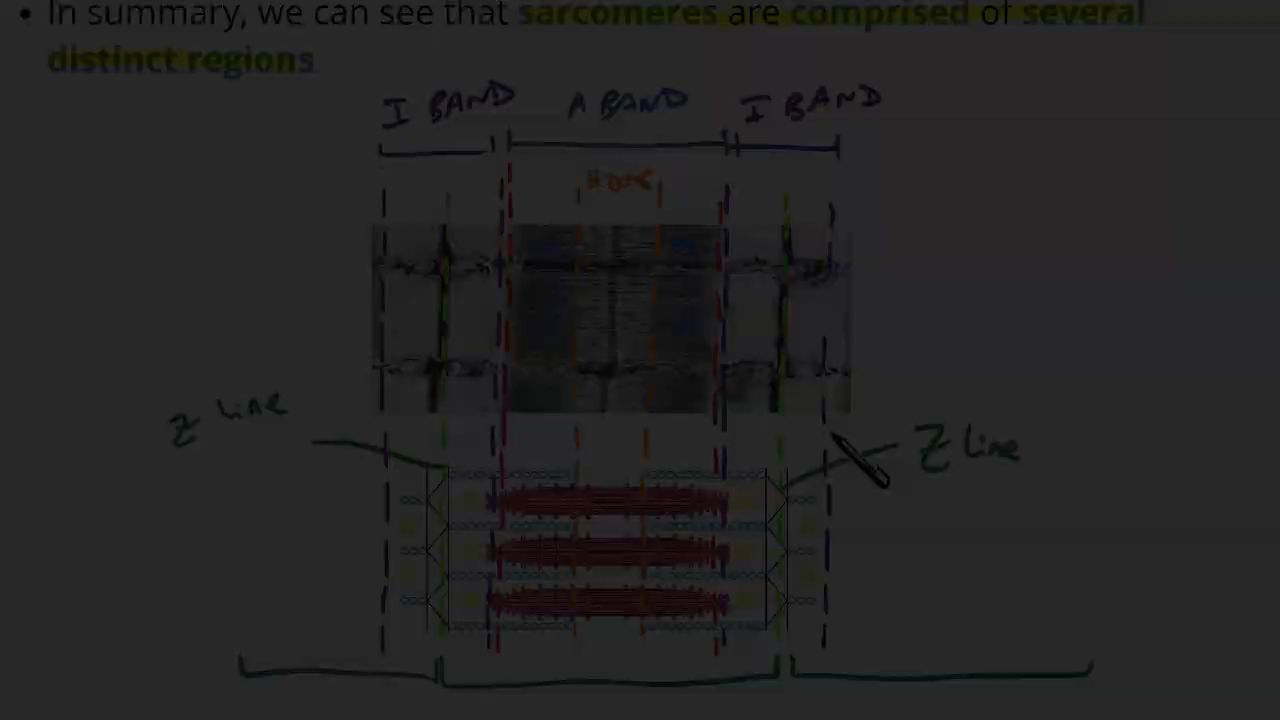 • In summary, we can see that sarcomeres are comprised of several
distinct regions
I BAND A BAND I BAND
Z Line
Z Line